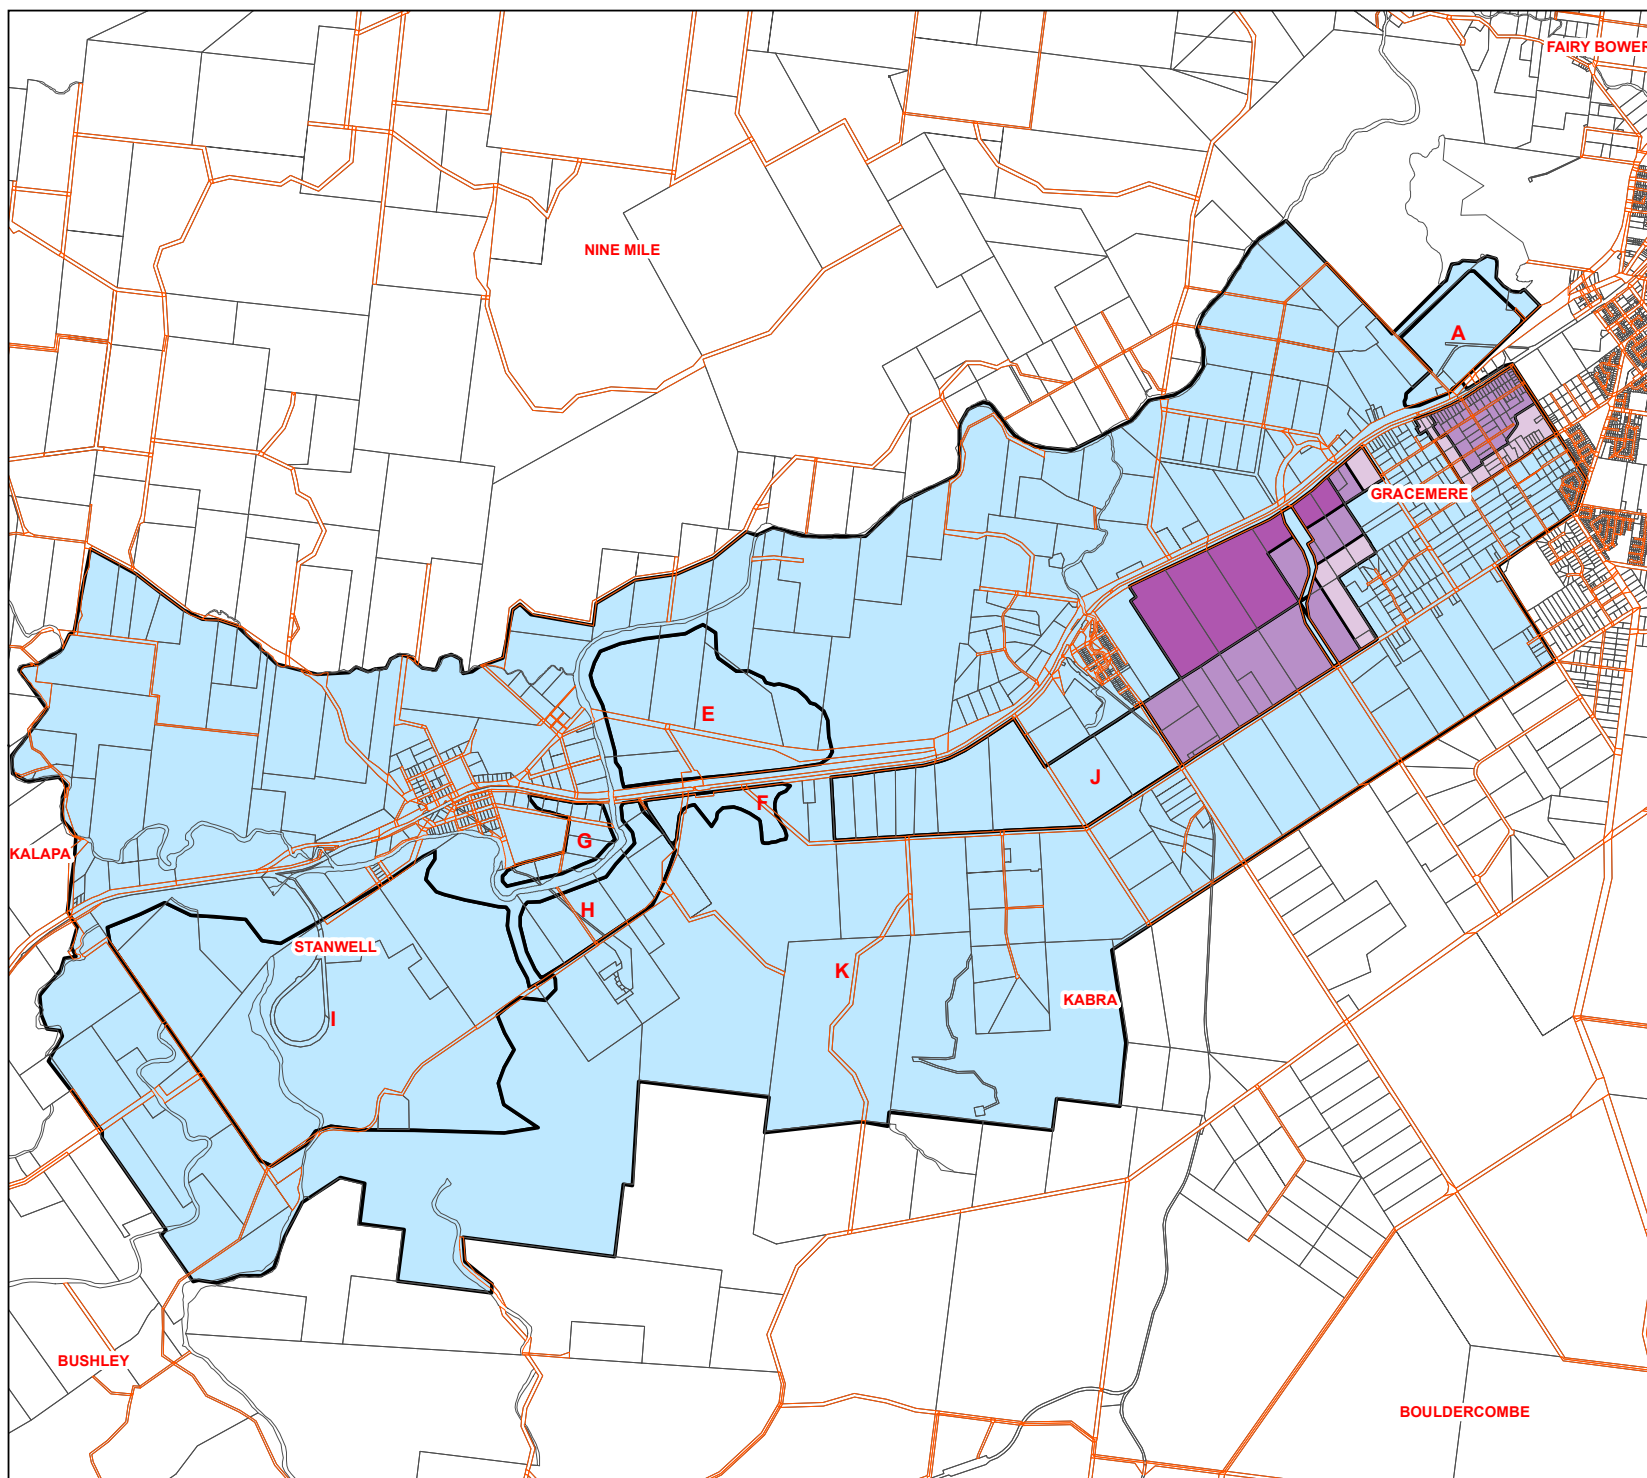 FAIRY BOWER
NINE MILE
A
GRACEMERE
E
J
F
G
KALAPA
H
STANWELL
K
KABRA
I
BUSHLEY
BOULDERCOMBE